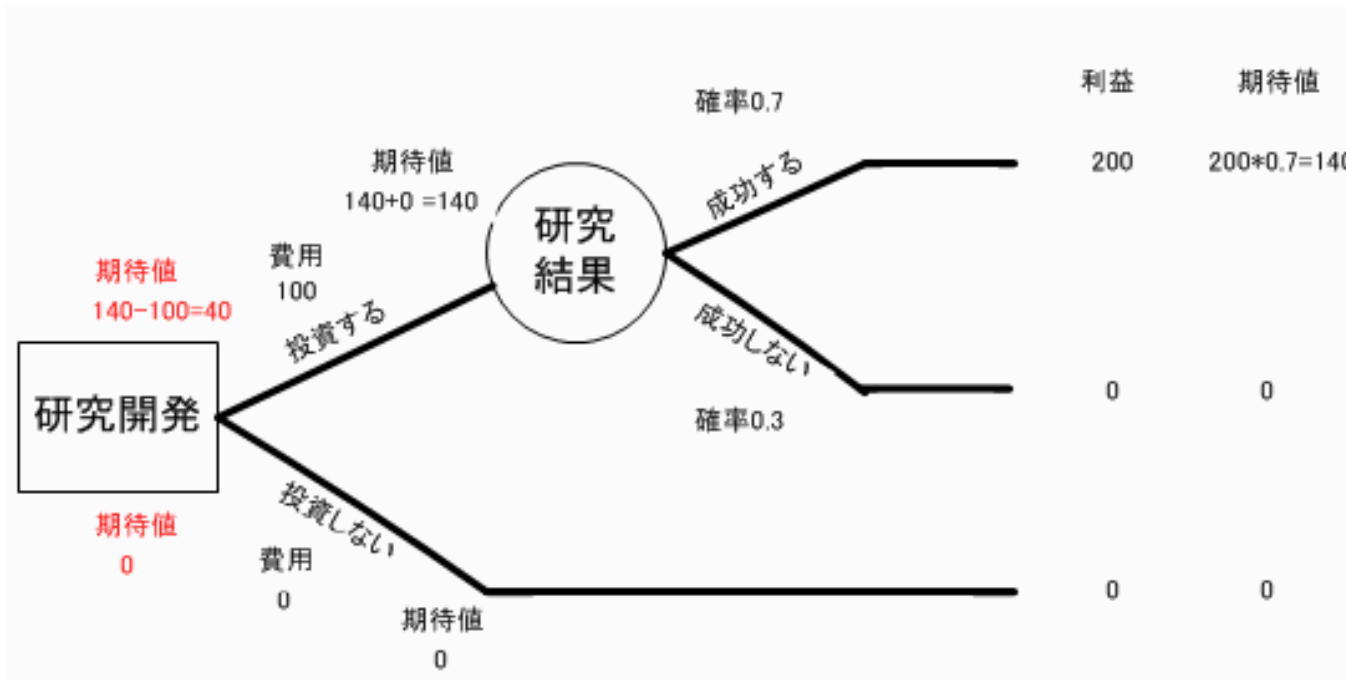 利益 期待値
確率0.7
期待値
140+0 =140
成功する
200 200*0.7=140
研究
結果
費用
100
期待値
140-100=40
投資する
成功しない
研究開発
0 0
確率0.3
投資しない
期待値
0
費用
0
0 0
期待値
0